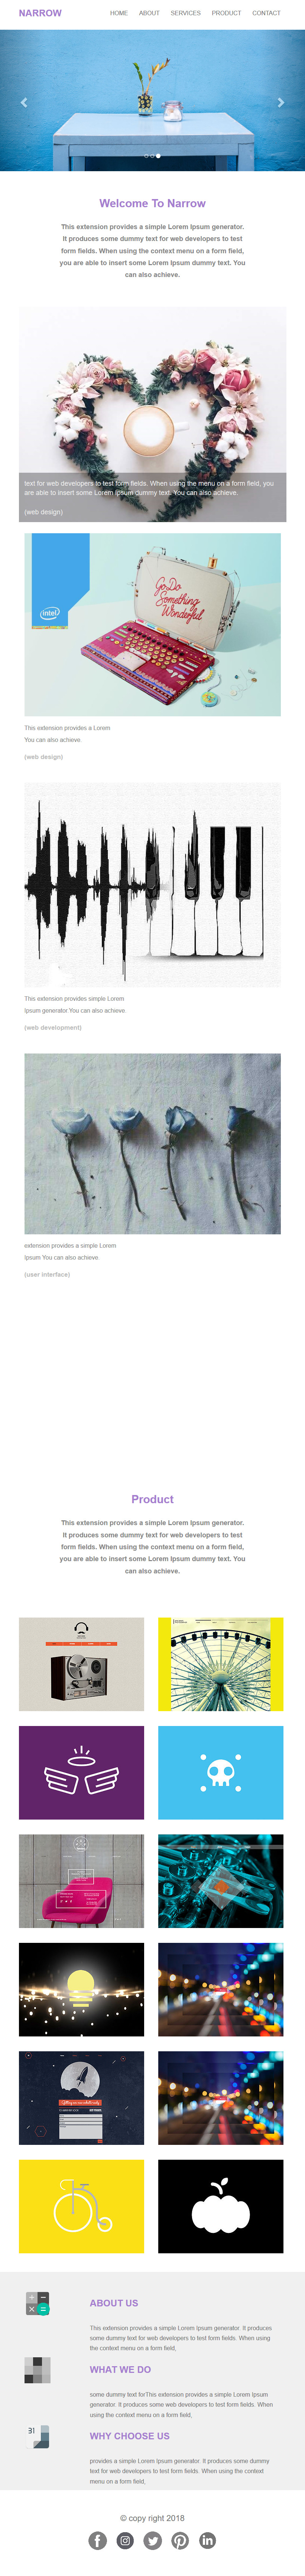 NARROW
HOME ABOUT SERVICES PRODUCT CONTACT
Welcome To Narrow
This extension provides a simple Lorem Ipsum generator.
It produces some dummy text for web developers to test
form fields. When using the context menu on a form field,
you are able to insert some Lorem Ipsum dummy text. You
can also achieve.
text for web developers to test form fields. When using the menu on a form field, you
are able to insert some Lorem Ipsum dummy text. You can also achieve.
(web design)
intel
Go Do
Something
Wonderful
This extension provides a Lorem
You can also achieve.
(web design)
This extension provides simple Lorem
Ipsum generator You can also achieve.
(web development)
extension provides a simple Lorem
Ipsum You can also achieve.
(user interface)
Product
This extension provides a simple Lorem Ipsum generator.
It produces some dummy text for web developers to test
form fields. When using the context menu on a form field,
you are able to insert some Lorem Ipsum dummy text. You
can also achieve.
ABOUT US
This extension provides a simple Lorem Ipsum generator. It produces
some dummy text for web developers to test form fields. When using
the context menu on a form field,
WHAT WE DO
some dummy text forThis extension provides a simple Lorem Ipsum
generator. It produces some web developers to test form fields. When
using the context menu on a form field,
31
WHY CHOOSE US
provides a simple Lorem Ipsum generator. It produces some dummy
text for web developers to test form fields. When using the context
menu on a form field,
© copy right 2018